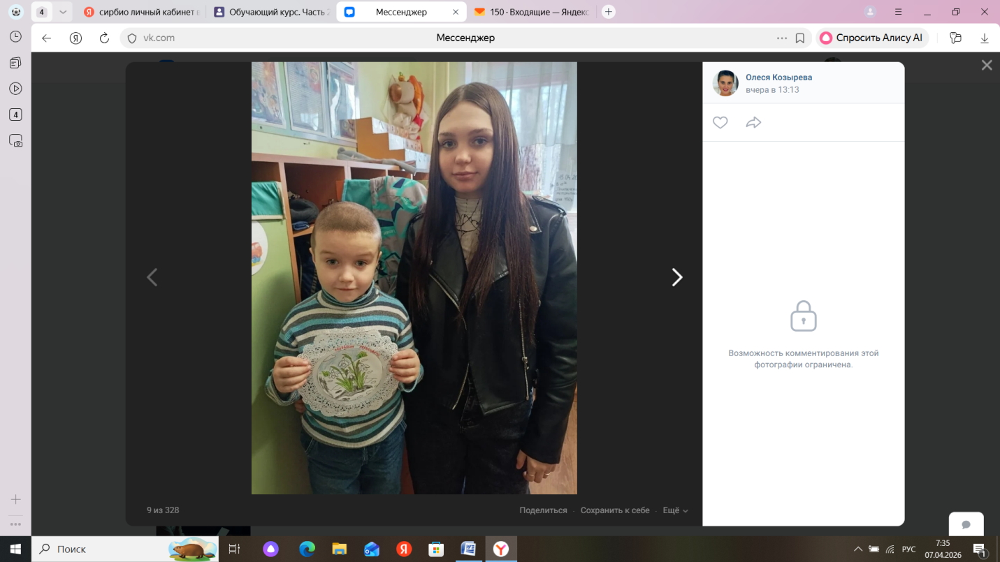 4
сирбио личный кабинет в
Обучающий курс. Часть 2
Мессенджер
150 · Входящие — Яндекс
vk.com
Мессенджер
Спросить Алису AI
4
Олеся Козырева
вчера в 13:13
Возможность комментирования этой
фотографии ограничена.
9 из 328
Поделиться
Сохранить к себе
Ещё
Поиск
РУС
7:35
07.04.2026
1